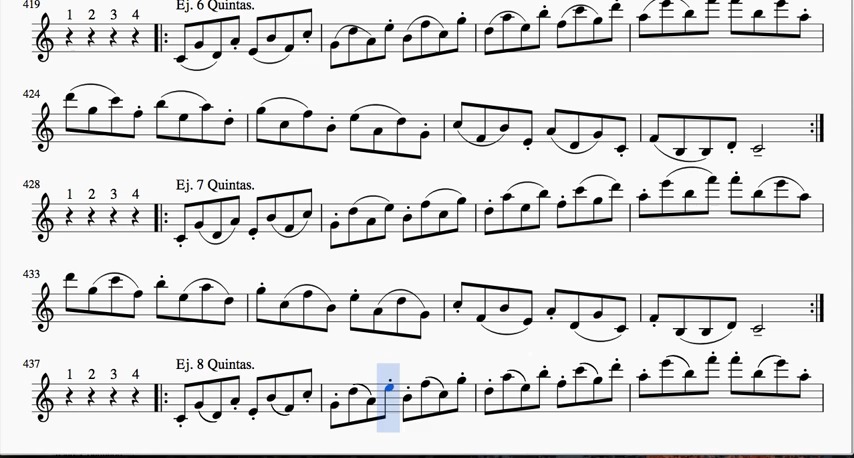 419
Ej. 6 Quintas.
1 2 3 4
424
428
Ej. 7 Quintas.
1 2 3 4
433
437
Ej. 8 Quintas.
1 2 3 4